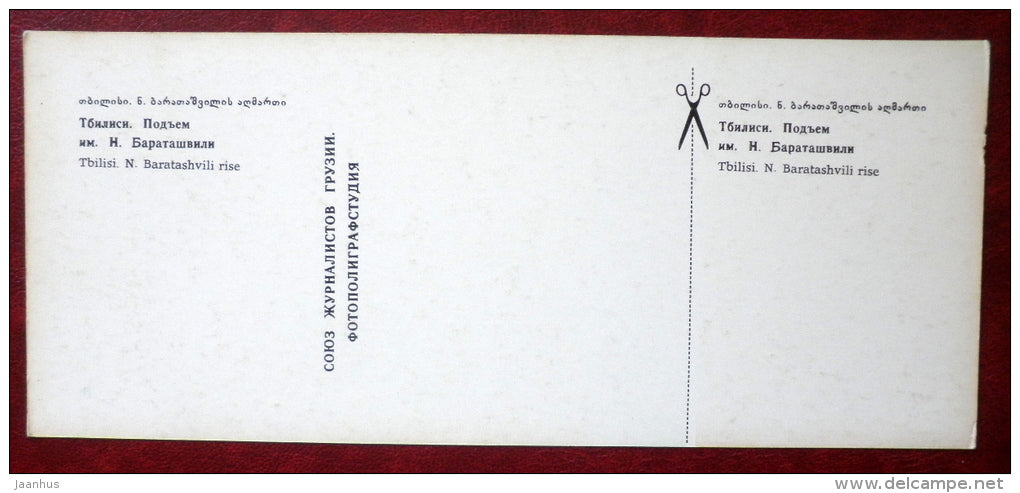 თბილისი. ნ. ბარათაშვილის აღმართი
Тбилиси. Подъем
им. Н. Бараташвили
Tbilisi. N. Baratashvili rise
СОЮЗ ЖУРНАЛИСТОВ ГРУЗИИ.
ФОТОПОЛИГРАФСТУДИЯ
თბილისი. ნ. ბარათაშვილის აღმართი
Тбилиси. Подъем
им. Н. Бараташвили
Tbilisi. N. Baratashvili rise
Jaanhus
delcampe.net